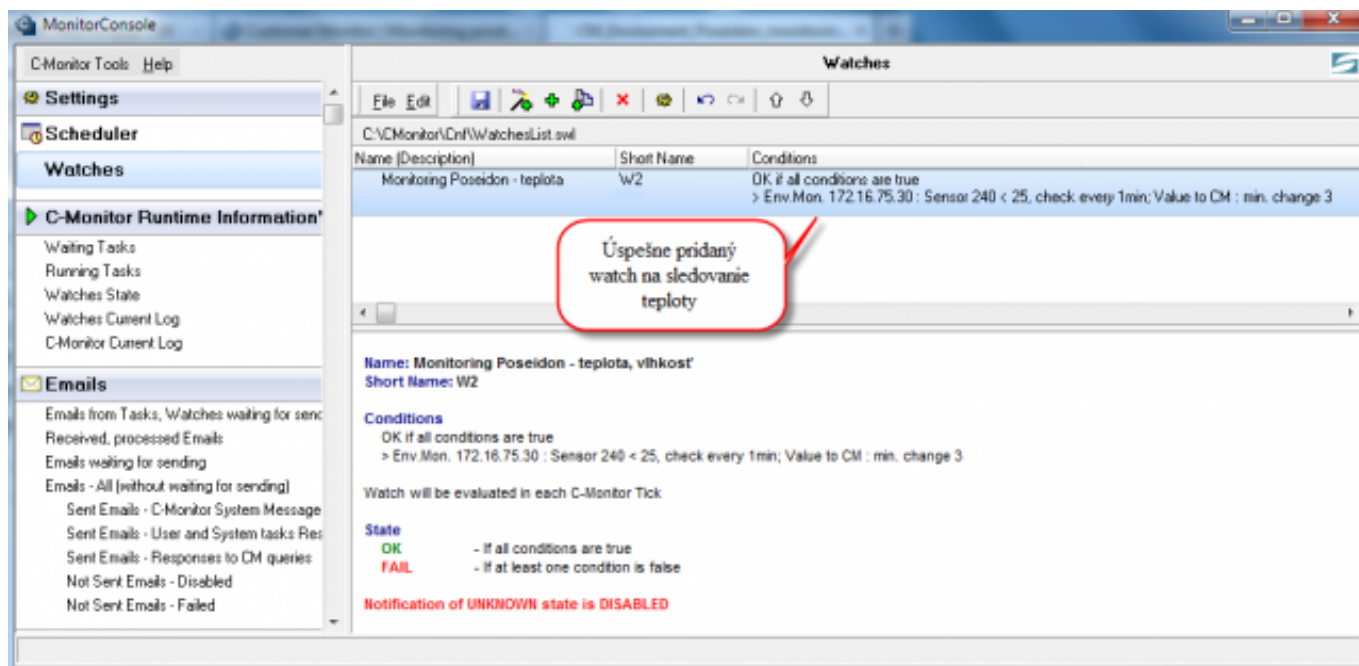 MonitorConsole
C-Monitor Tools Help
Settings
Scheduler
Watches
C-Monitor Runtime Information'
Waiting Tasks
Running Tasks
Watches State
Watches Current Log
C-Monitor Current Log
Emails
Emails from Tasks, Watches waiting for senc
Received, processed Emails
Emails waiting for sending
Emails - All (without waiting for sending)
Sent Emails - C-Monitor System Message
Sent Emails - User and System tasks Res
Sent Emails - Responses to CM queries
Not Sent Emails - Disabled
Not Sent Emails - Failed
Watches
File Edit
C:\CMonitor\Cnf\WatchesList.swl
Name (Description) Short Name Conditions
Monitoring Poseidon - teplota W2 OK if all conditions are true
> Env.Mon. 172.16.75.30 : Sensor 240 < 25, check every 1min; Value to CM : min. change 3
Úspešne pridaný
watch na sledovanie
teploty
Name: Monitoring Poseidon - teplota, vlhkosť
Short Name: W2
Conditions
OK if all conditions are true
> Env.Mon. 172.16.75.30 : Sensor 240 < 25, check every 1min; Value to CM : min. change 3
Watch will be evaluated in each C-Monitor Tick
State
OK - If all conditions are true
FAIL - If at least one condition is false
Notification of UNKNOWN state is DISABLED